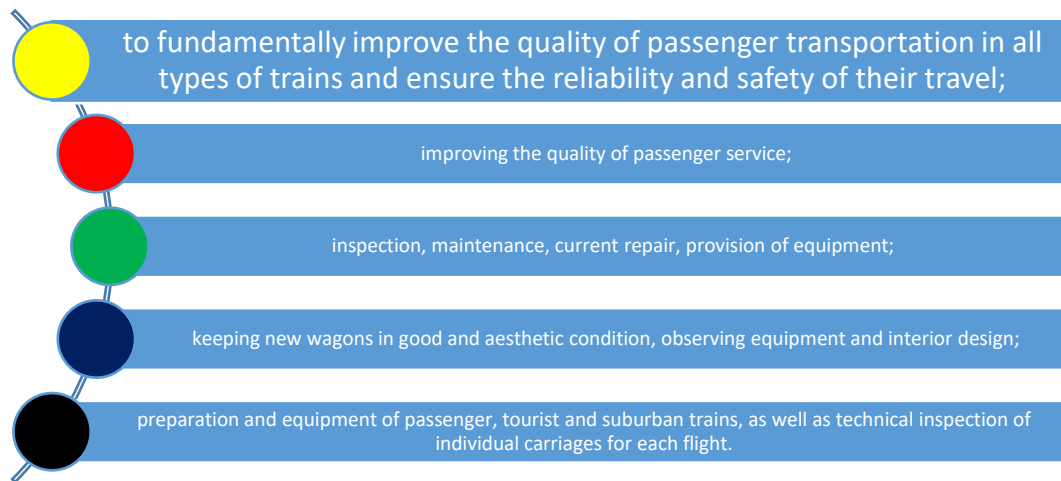 to fundamentally improve the quality of passenger transportation in all
types of trains and ensure the reliability and safety of their travel;
improving the quality of passenger service;
inspection, maintenance, current repair, provision of equipment;
keeping new wagons in good and aesthetic condition, observing equipment and interior design;
preparation and equipment of passenger, tourist and suburban trains, as well as technical inspection of
individual carriages for each flight.